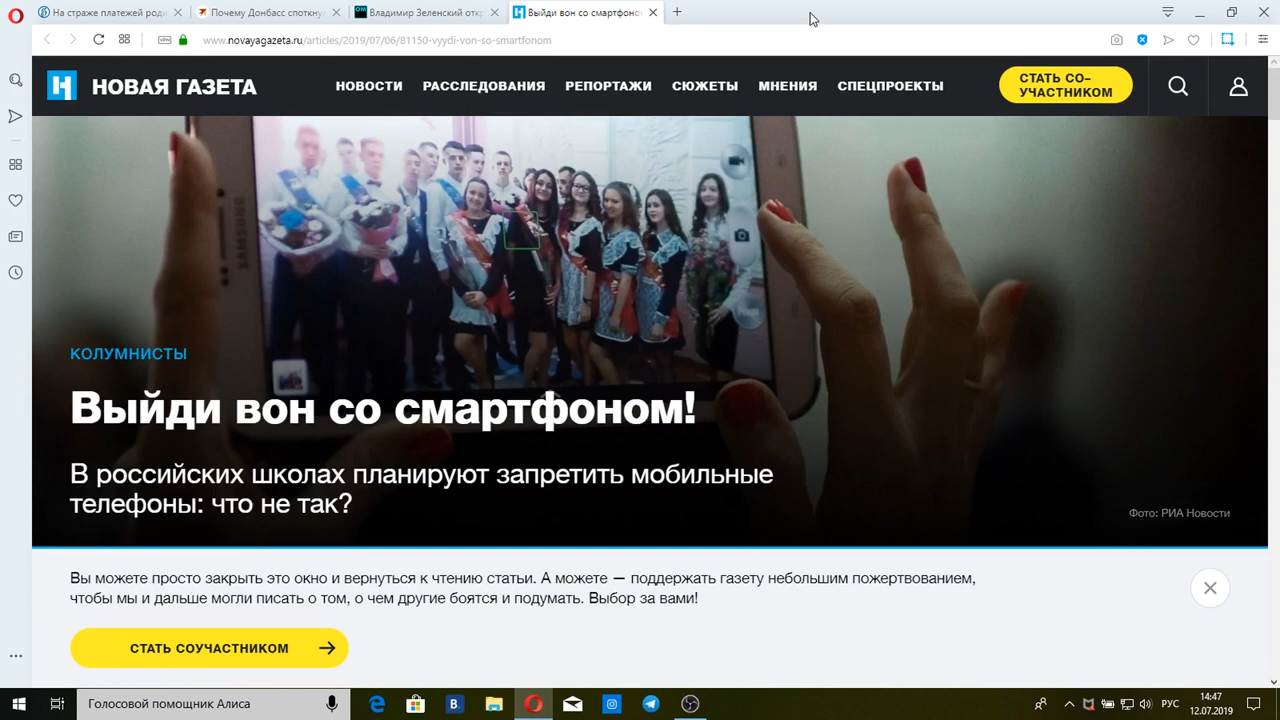 На страже платежей роди
Почему Донбасс споткну
Владимир Зеленский откр
Выйди вон со смартфоно
VPN
www.novayagazeta.ru/articles/2019/07/06/81150-vyydi-von-so-smartfonom
НОВАЯ ГАЗЕТА
НОВОСТИ
РАССЛЕДОВАНИЯ
РЕПОРТАЖИ
СЮЖЕТЫ
МНЕНИЯ
СПЕЦПРОЕКТЫ
СТАТЬ СО–
УЧАСТНИКОМ
SAMSUNG
КОЛУМНИСТЫ
Выйди вон со смартфоном!
В российских школах планируют запретить мобильные
телефоны: что не так?
Фото: РИА Новости
Вы можете просто закрыть это окно и вернуться к чтению статьи. А можете — поддержать газету небольшим пожертвованием,
чтобы мы и дальше могли писать о том, о чем другие боятся и подумать. Выбор за вами!
СТАТЬ СОУЧАСТНИКОМ
Голосовой помощник Алиса
РУС
14:47
12.07.2019